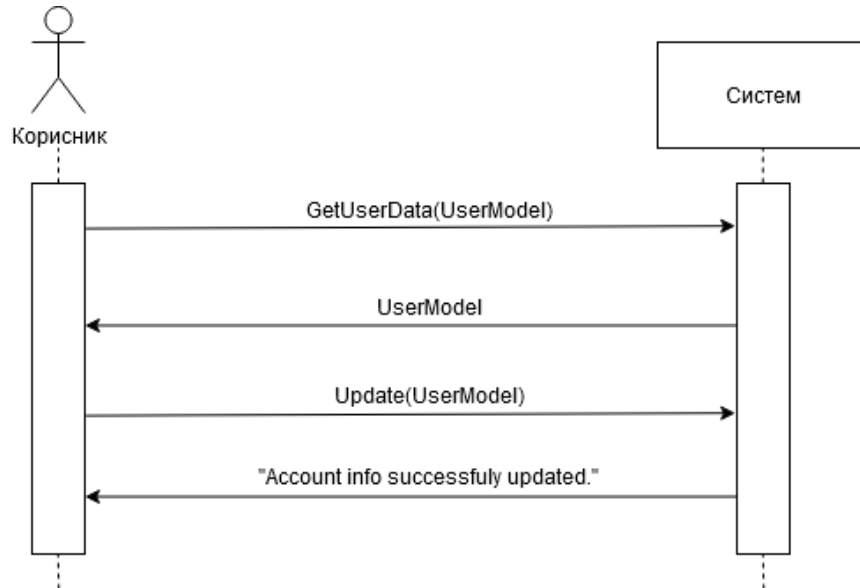 Корисник
Систем
GetUserData(UserModel)
UserModel
Update(UserModel)
"Account info successfuly updated."